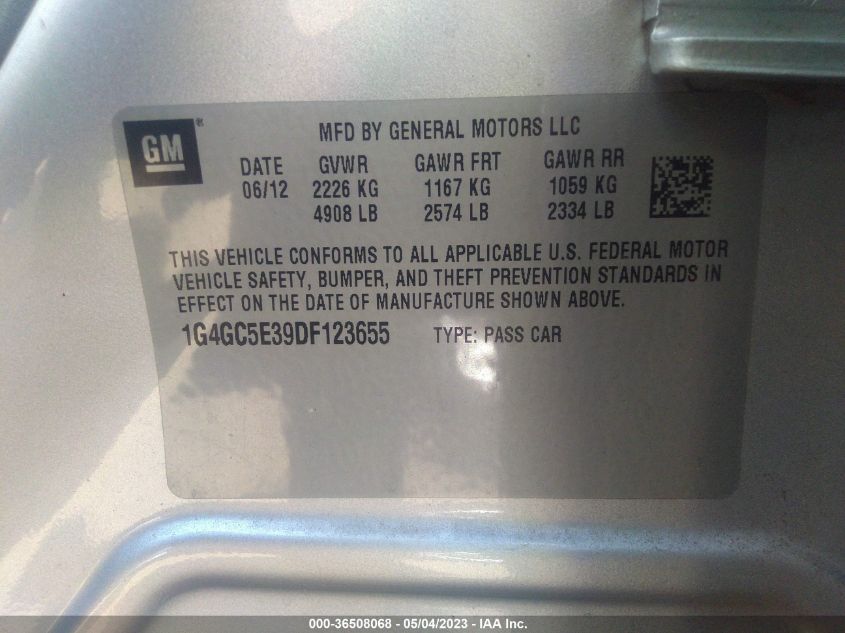 GM®
MFD BY GENERAL MOTORS LLC
DATE GVWR GAWR FRT GAWR RR
06/12 2226 KG 1167 KG 1059 KG
4908 LB 2574 LB 2334 LB
THIS VEHICLE CONFORMS TO ALL APPLICABLE U.S. FEDERAL MOTOR
VEHICLE SAFETY, BUMPER, AND THEFT PREVENTION STANDARDS IN
EFFECT ON THE DATE OF MANUFACTURE SHOWN ABOVE.
1G4GC5E39DF123655 TYPE: PASS CAR
000-36508068 - 05/04/2023 - IAA Inc.